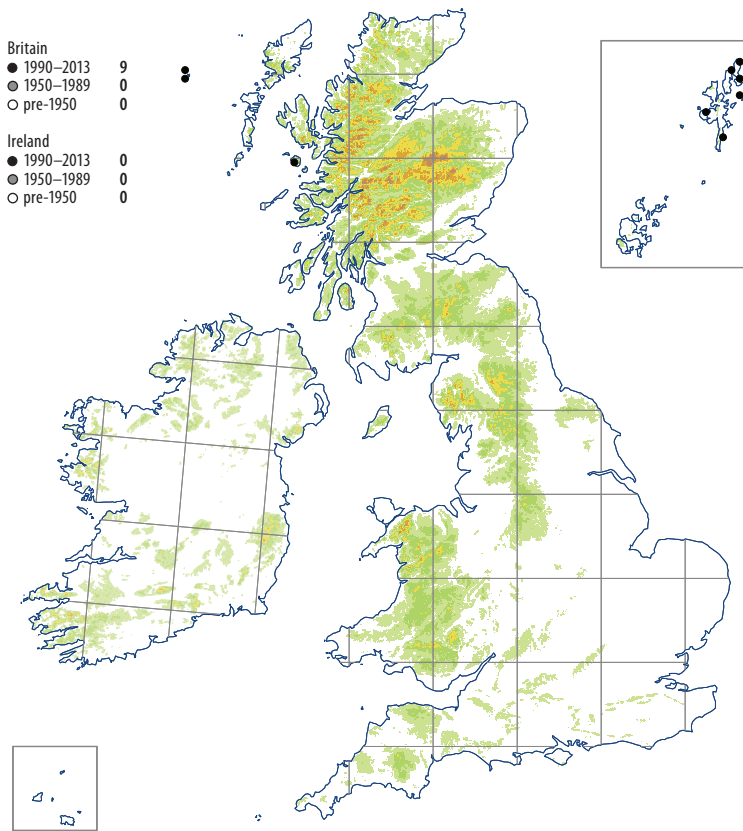 Britain
● 1990–2013 9
● 1950–1989 0
○ pre-1950 0
Ireland
● 1990–2013 0
● 1950–1989 0
○ pre-1950 0